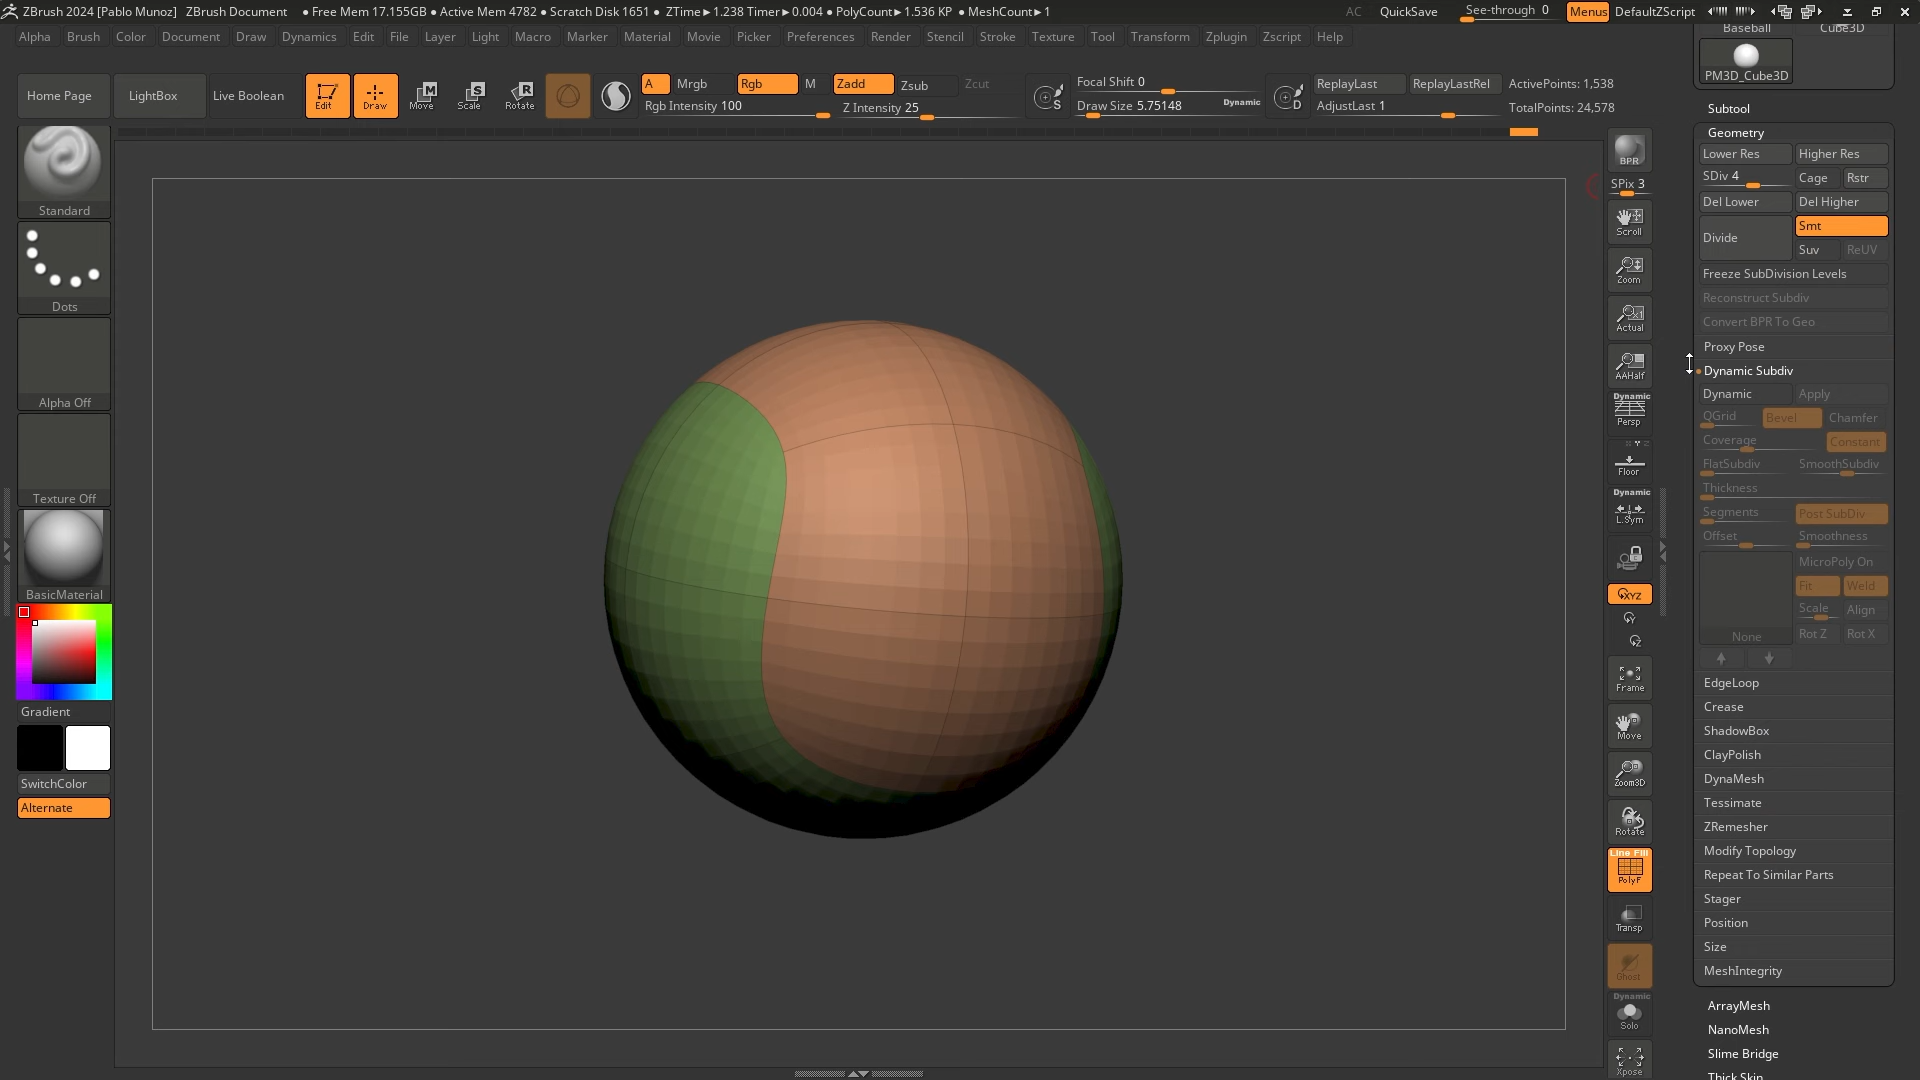 ZBrush 2024 [Pablo Munoz] ZBrush Document • Free Mem 17.155GB • Active Mem 4782 • Scratch Disk 1651 • ZTime►1.238 Timer►0.004 • PolyCount►1.536 KP • MeshCount►1 AC QuickSave See-through 0 Menus DefaultZScript
Alpha Brush Color Document Draw Dynamics Edit File Layer Light Macro Marker Material Movie Picker Preferences Render Stencil Stroke Texture Tool Transform Zplugin Zscript Help
Home Page LightBox Live Boolean Edit Draw Move Scale Rotate
A Mrgb Rgb M Zadd Zsub Zcut
Rgb Intensity 100 Z Intensity 25
S Focal Shift 0
Draw Size 5.75148 Dynamic
D ReplayLast ReplayLastRel
AdjustLast 1
ActivePoints: 1,538
TotalPoints: 24,578
Standard
Dots
Alpha Off
Texture Off
BasicMaterial
Gradient
SwitchColor
Alternate
BPR
SPix 3
Scroll
Zoom
x1
Actual
AAHalf
Dynamic
Persp
Floor
Dynamic
L.Sym
XYZ
Y
Z
Frame
Move
Zoom3D
Rotate
Line Fill
PolyF
Transp
Ghost
Dynamic
Solo
Xpose
Baseball Cube3D
PM3D_Cube3D
Subtool
Geometry
Lower Res Higher Res
SDiv 4 Cage Rstr
Del Lower Del Higher
Divide Smt
Suv ReUV
Freeze SubDivision Levels
Reconstruct Subdiv
Convert BPR To Geo
Proxy Pose
Dynamic Subdiv
Dynamic Apply
QGrid Bevel Chamfer
Coverage Constant
FlatSubdiv SmoothSubdiv
Thickness
Segments Post SubDiv
Offset Smoothness
MicroPoly On
Fit Weld
Scale Align
None Rot Z Rot X
EdgeLoop
Crease
ShadowBox
ClayPolish
DynaMesh
Tessimate
ZRemesher
Modify Topology
Repeat To Similar Parts
Stager
Position
Size
MeshIntegrity
ArrayMesh
NanoMesh
Slime Bridge
Thick Skin